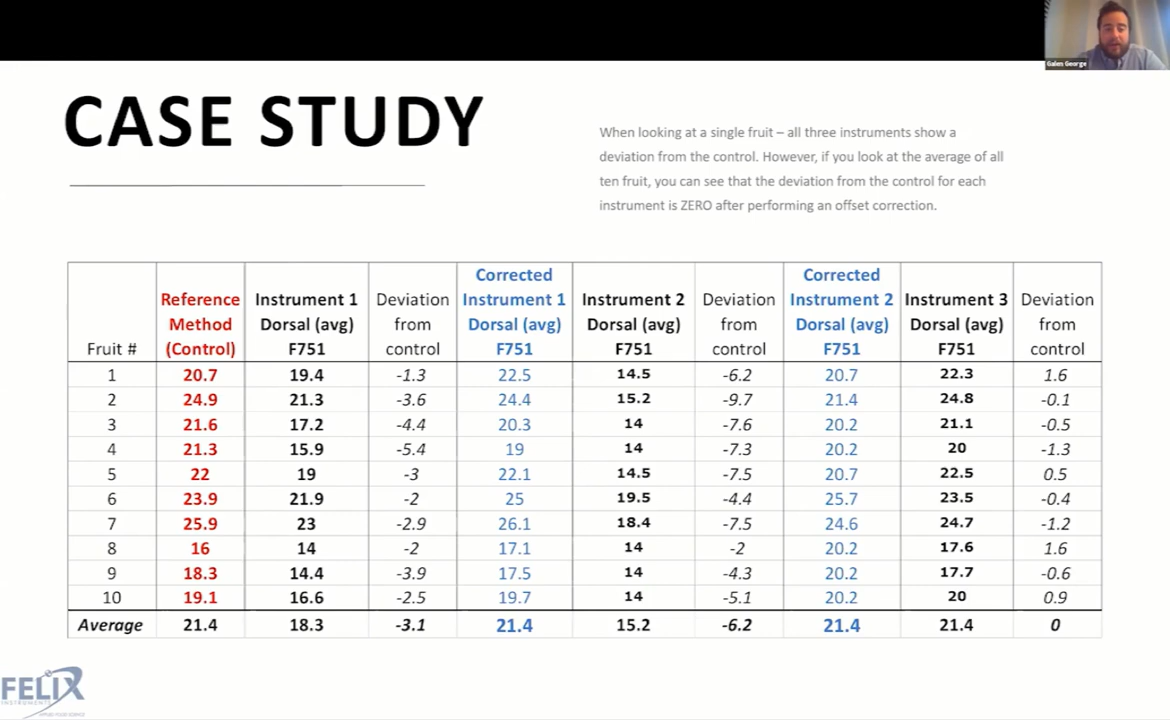 Galen George
CASE STUDY
When looking at a single fruit – all three instruments show a
deviation from the control. However, if you look at the average of all
ten fruit, you can see that the deviation from the control for each
instrument is ZERO after performing an offset correction.
Fruit # Reference Method (Control) Instrument 1 Dorsal (avg) F751 Deviation from control Corrected Instrument 1 Dorsal (avg) F751 Instrument 2 Dorsal (avg) F751 Deviation from control Corrected Instrument 2 Dorsal (avg) F751 Instrument 3 Dorsal (avg) F751 Deviation from control
1 20.7 19.4 -1.3 22.5 14.5 -6.2 20.7 22.3 1.6
2 24.9 21.3 -3.6 24.4 15.2 -9.7 21.4 24.8 -0.1
3 21.6 17.2 -4.4 20.3 14 -7.6 20.2 21.1 -0.5
4 21.3 15.9 -5.4 19 14 -7.3 20.2 20 -1.3
5 22 19 -3 22.1 14.5 -7.5 20.7 22.5 0.5
6 23.9 21.9 -2 25 19.5 -4.4 25.7 23.5 -0.4
7 25.9 23 -2.9 26.1 18.4 -7.5 24.6 24.7 -1.2
8 16 14 -2 17.1 14 -2 20.2 17.6 1.6
9 18.3 14.4 -3.9 17.5 14 -4.3 20.2 17.7 -0.6
10 19.1 16.6 -2.5 19.7 14 -5.1 20.2 20 0.9
Average 21.4 18.3 -3.1 21.4 15.2 -6.2 21.4 21.4 0
FELIX
INSTRUMENTS
APPLIED FOOD SCIENCE